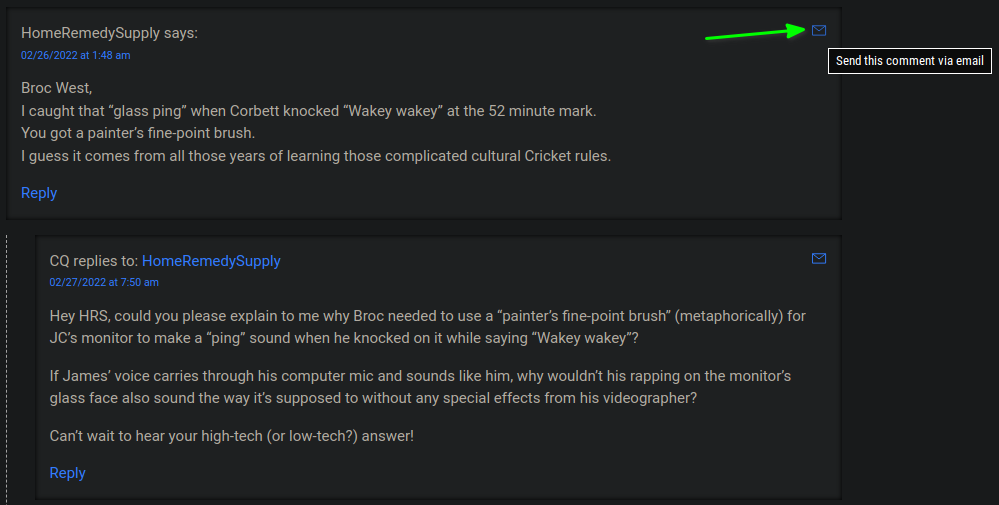 HomeRemedySupply says:
Send this comment via email
02/26/2022 at 1:48 am
Broc West,
I caught that “glass ping” when Corbett knocked “Wakey wakey” at the 52 minute mark.
You got a painter’s fine-point brush.
I guess it comes from all those years of learning those complicated cultural Cricket rules.
Reply
CQ replies to: HomeRemedySupply
02/27/2022 at 7:50 am
Hey HRS, could you please explain to me why Broc needed to use a “painter’s fine-point brush” (metaphorically) for
JC’s monitor to make a “ping” sound when he knocked on it while saying “Wakey wakey”?
If James’ voice carries through his computer mic and sounds like him, why wouldn’t his rapping on the monitor’s
glass face also sound the way it’s supposed to without any special effects from his videographer?
Can’t wait to hear your high-tech (or low-tech?) answer!
Reply